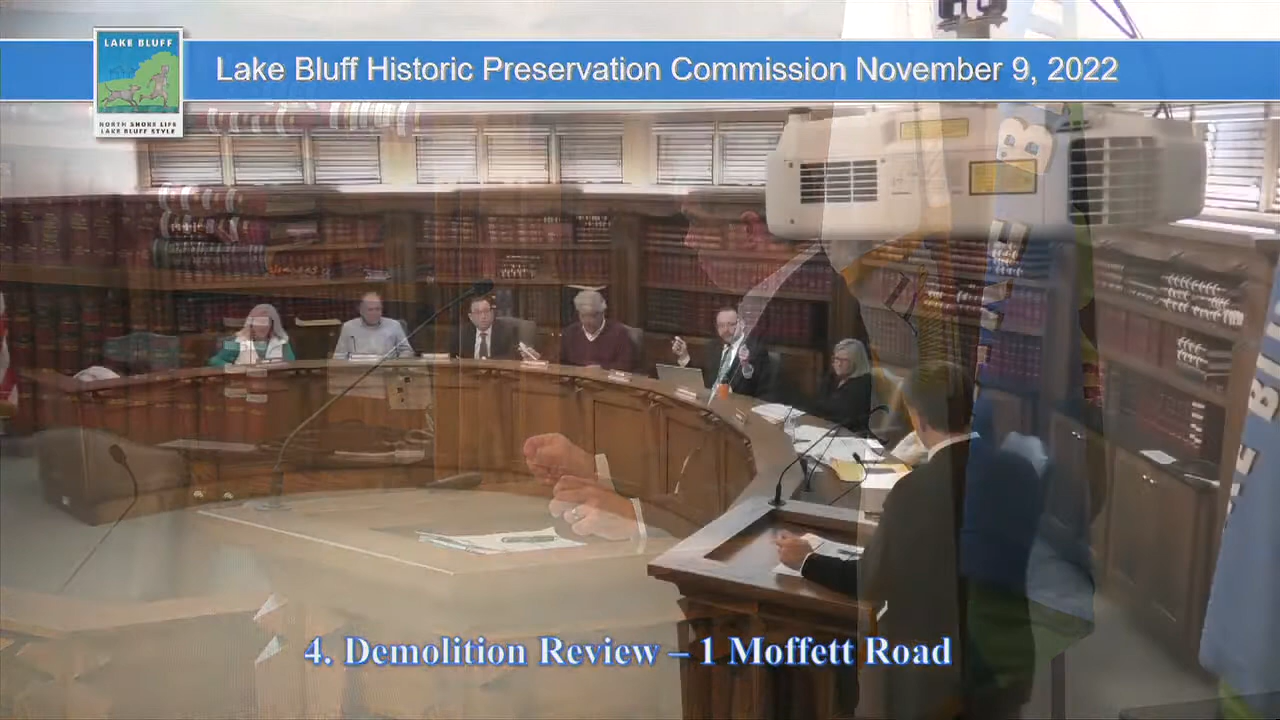 LAKE BLUFF
NORTH SHORE LIFE
LAKE BLUFF STYLE
Lake Bluff Historic Preservation Commission November 9, 2022
4. Demolition Review – 1 Moffett Road